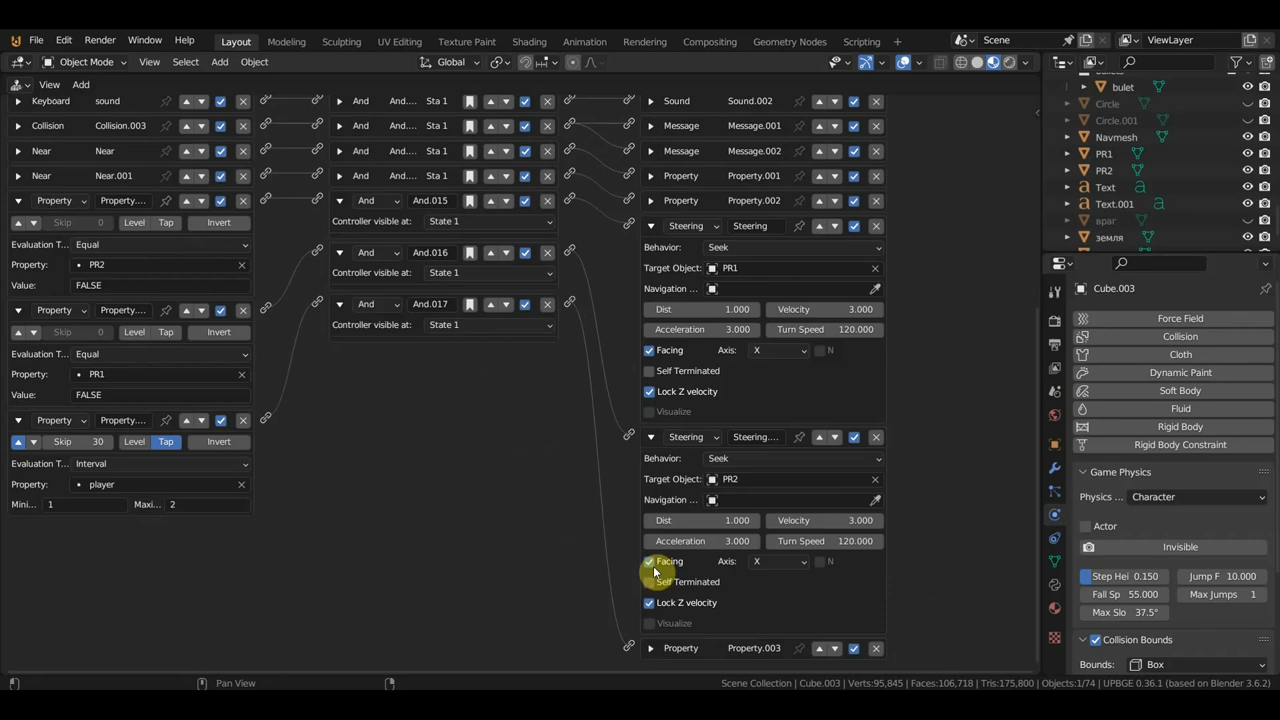 File Edit Render Window Help Layout Modeling Sculpting UV Editing Texture Paint Shading Animation Rendering Compositing Geometry Nodes Scripting + Scene ViewLayer
Object Mode View Select Add Object Global
View Add
bulet
Circle
Circle.001
Navmesh
PR1
PR2
Text
Text.001
враг
земля
Keyboard sound And And.... Sta 1 Sound Sound.002
Collision Collision.003 And And.... Sta 1 Message Message.001
Near Near And And.... Sta 1 Message Message.002
Near Near.001 And And.... Sta 1 Property Property.001
Property Property.... And And.015 Property Property.002
Skip 0 Level Tap Invert
Controller visible at: State 1
Evaluation T... Equal
Property: PR2
Value: FALSE
Property Property....
Skip 0 Level Tap Invert
Evaluation T... Equal
Property: PR1
Value: FALSE
Property Property....
Skip 30 Level Tap Invert
Evaluation T... Interval
Property: player
Mini... 1 Maxi... 2
And And.016
Controller visible at: State 1
And And.017
Controller visible at: State 1
Steering Steering
Behavior: Seek
Target Object: PR1
Navigation ...
Dist 1.000 Velocity 3.000
Acceleration 3.000 Turn Speed 120.000
Facing Axis: X N
Self Terminated
Lock Z velocity
Visualize
Steering Steering....
Behavior: Seek
Target Object: PR2
Navigation ...
Dist 1.000 Velocity 3.000
Acceleration 3.000 Turn Speed 120.000
Facing Axis: X N
Self Terminated
Lock Z velocity
Visualize
Property Property.003
Cube.003
Force Field
Collision
Cloth
Dynamic Paint
Soft Body
Fluid
Rigid Body
Rigid Body Constraint
Game Physics
Physics ... Character
Actor
Invisible
Step Hei 0.150 Jump F 10.000
Fall Sp 55.000 Max Jumps 1
Max Slo 37.5°
Collision Bounds
Bounds: Box
Pan View
Scene Collection | Cube.003 | Verts:95,845 | Faces:106,718 | Tris:175,800 | Objects:1/74 | UPBGE 0.36.1 (based on Blender 3.6.2)